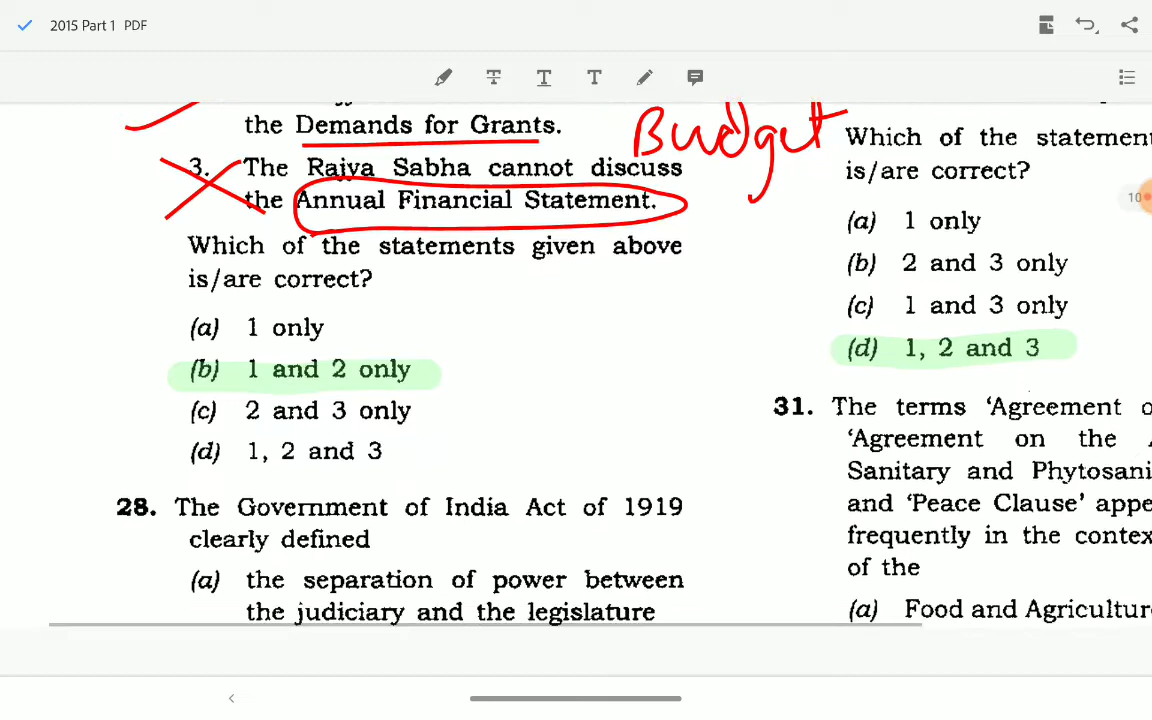 2015 Part 1 PDF
the Demands for Grants.
3. The Rajya Sabha cannot discuss
the Annual Financial Statement.
Budget
Which of the statements given above
is/are correct?
(a) 1 only
(b) 1 and 2 only
(c) 2 and 3 only
(d) 1, 2 and 3
28. The Government of India Act of 1919
clearly defined
(a) the separation of power between
the judiciary and the legislature
Which of the statement
is/are correct?
10
(a) 1 only
(b) 2 and 3 only
(c) 1 and 3 only
(d) 1, 2 and 3
31. The terms ‘Agreement o
‘Agreement on the
Sanitary and Phytosani
and ‘Peace Clause’ appe
frequently in the contex
of the
(a) Food and Agricultur